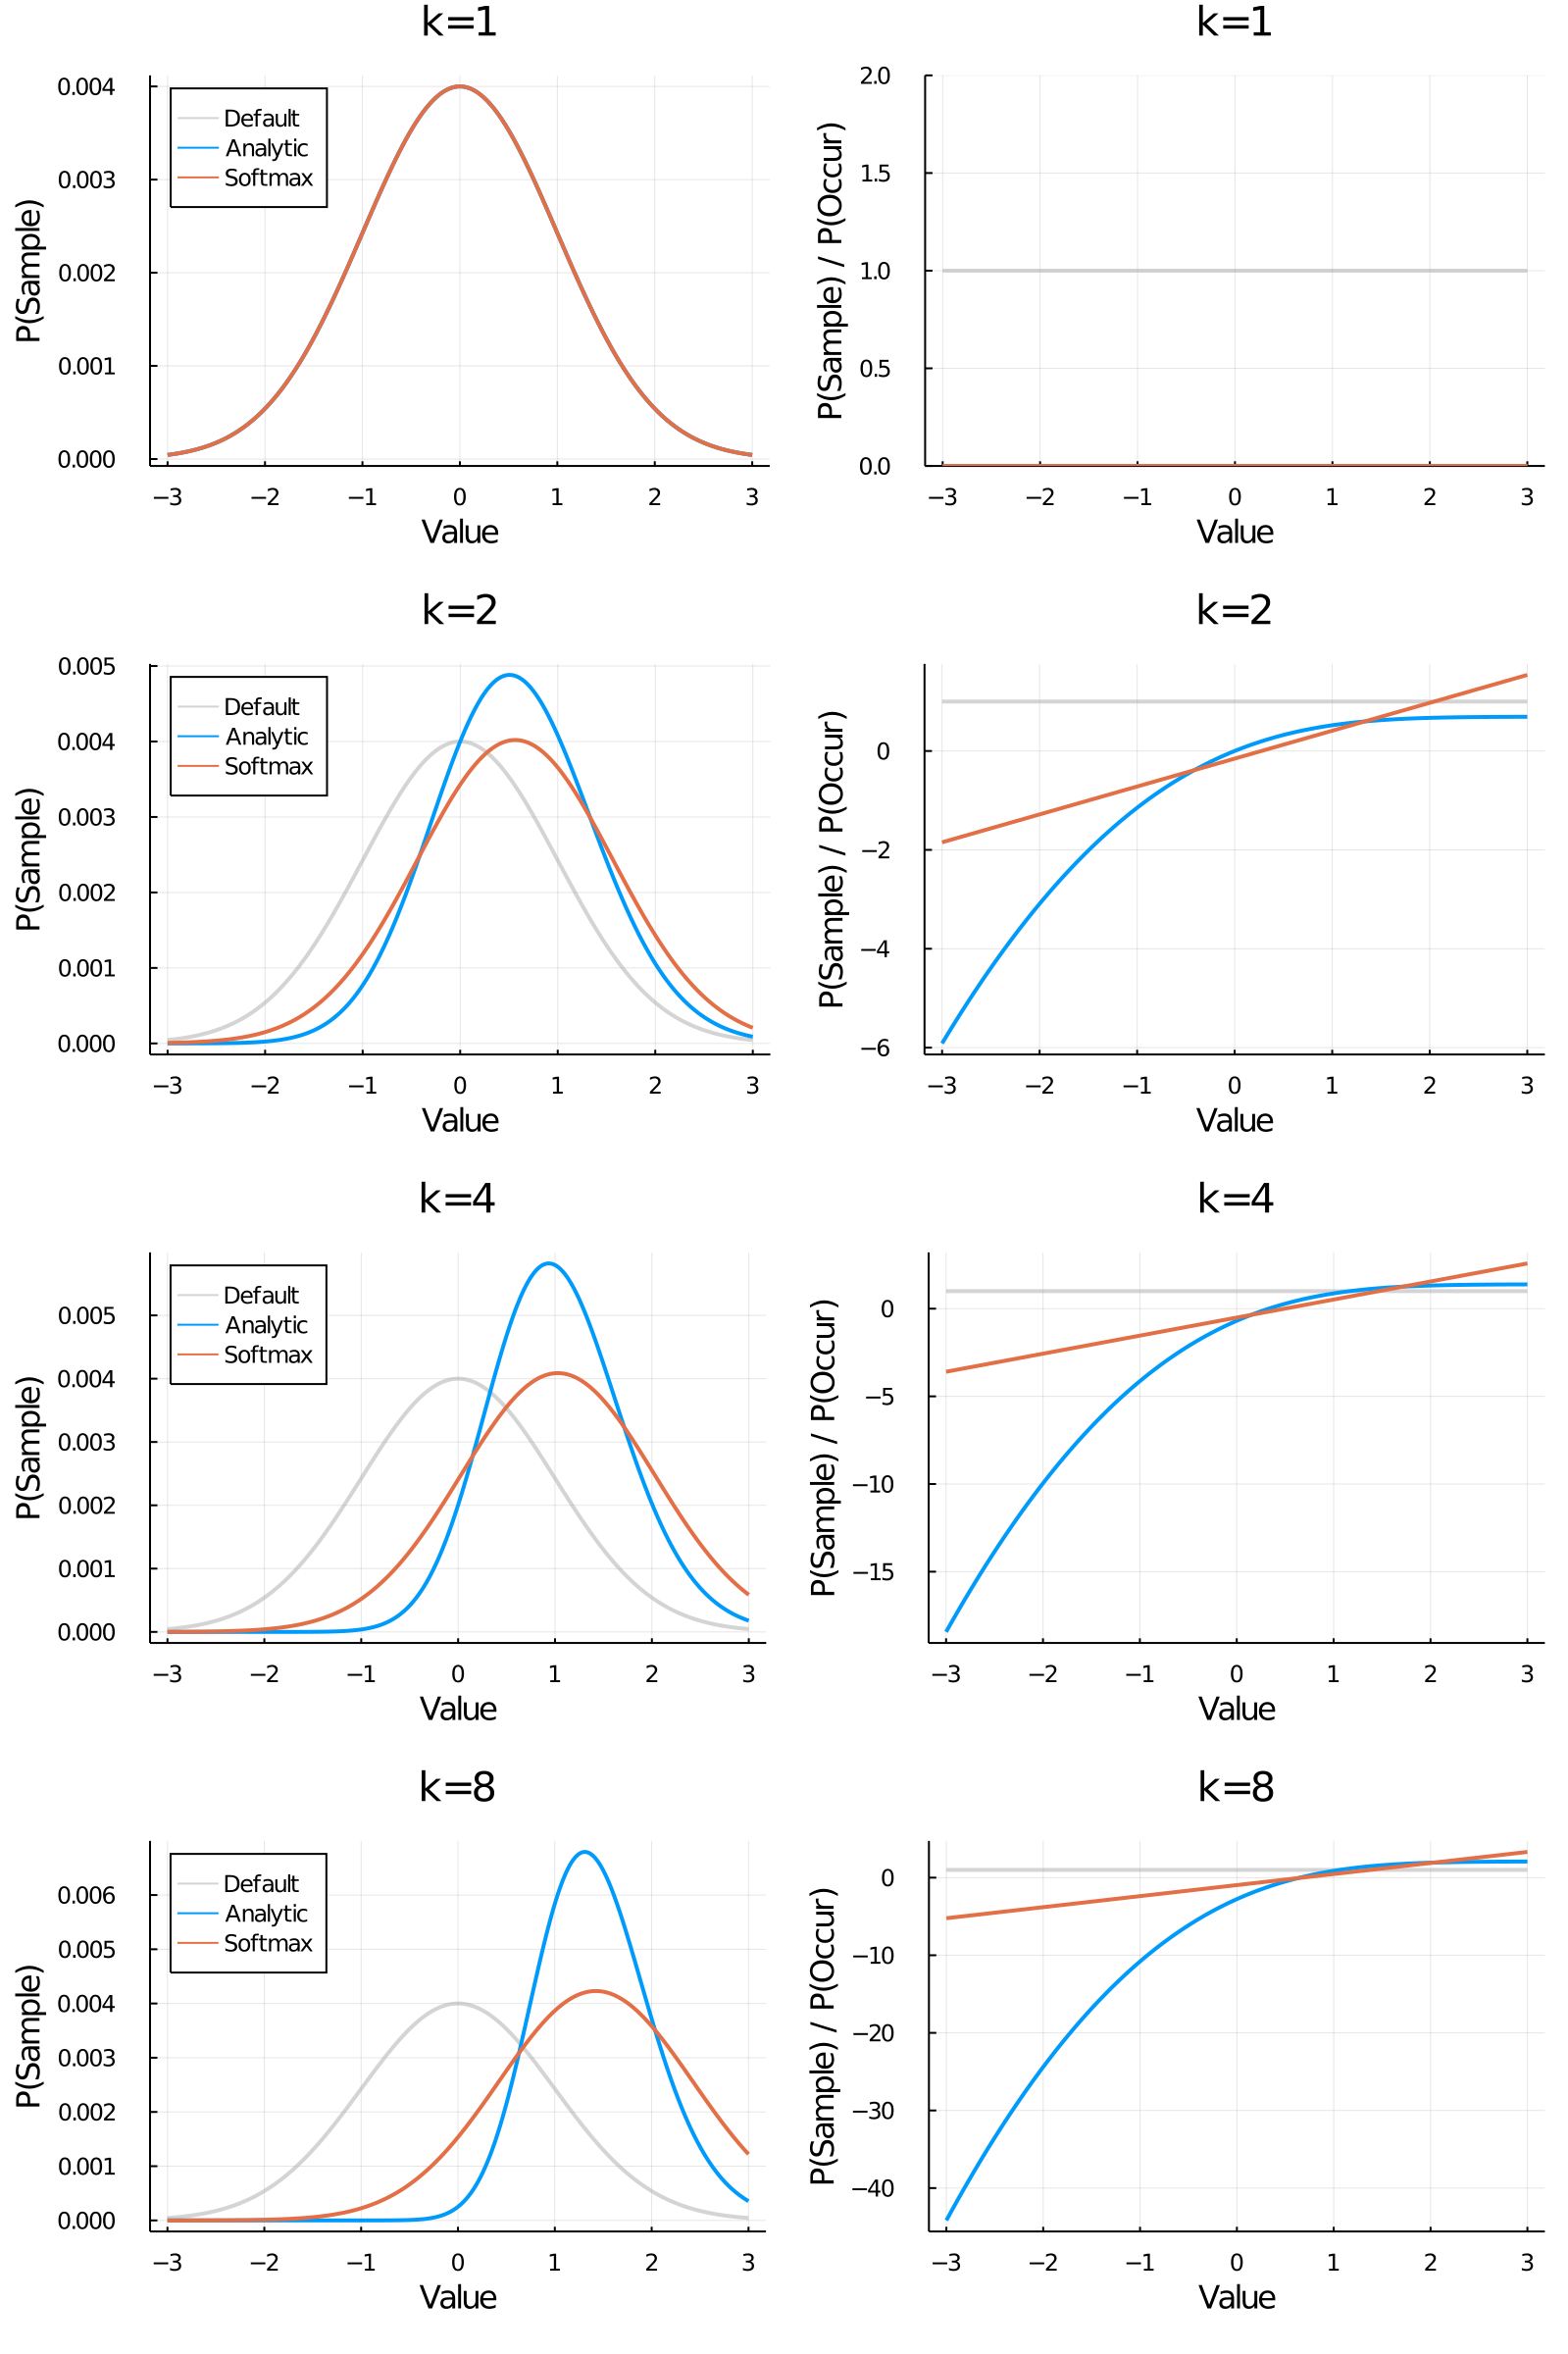 k=1
P(Sample)
0.004
0.003
0.002
0.001
0.000
Default
Analytic
Softmax
−3 −2 −1 0 1 2 3
Value
k=1
P(Sample) / P(Occur)
2.0
1.5
1.0
0.5
0.0
−3 −2 −1 0 1 2 3
Value
k=2
P(Sample)
0.005
0.004
0.003
0.002
0.001
0.000
Default
Analytic
Softmax
−3 −2 −1 0 1 2 3
Value
k=2
P(Sample) / P(Occur)
0
−2
−4
−6
−3 −2 −1 0 1 2 3
Value
k=4
P(Sample)
0.005
0.004
0.003
0.002
0.001
0.000
Default
Analytic
Softmax
−3 −2 −1 0 1 2 3
Value
k=4
P(Sample) / P(Occur)
0
−5
−10
−15
−3 −2 −1 0 1 2 3
Value
k=8
P(Sample)
0.006
0.005
0.004
0.003
0.002
0.001
0.000
Default
Analytic
Softmax
−3 −2 −1 0 1 2 3
Value
k=8
P(Sample) / P(Occur)
0
−10
−20
−30
−40
−3 −2 −1 0 1 2 3
Value